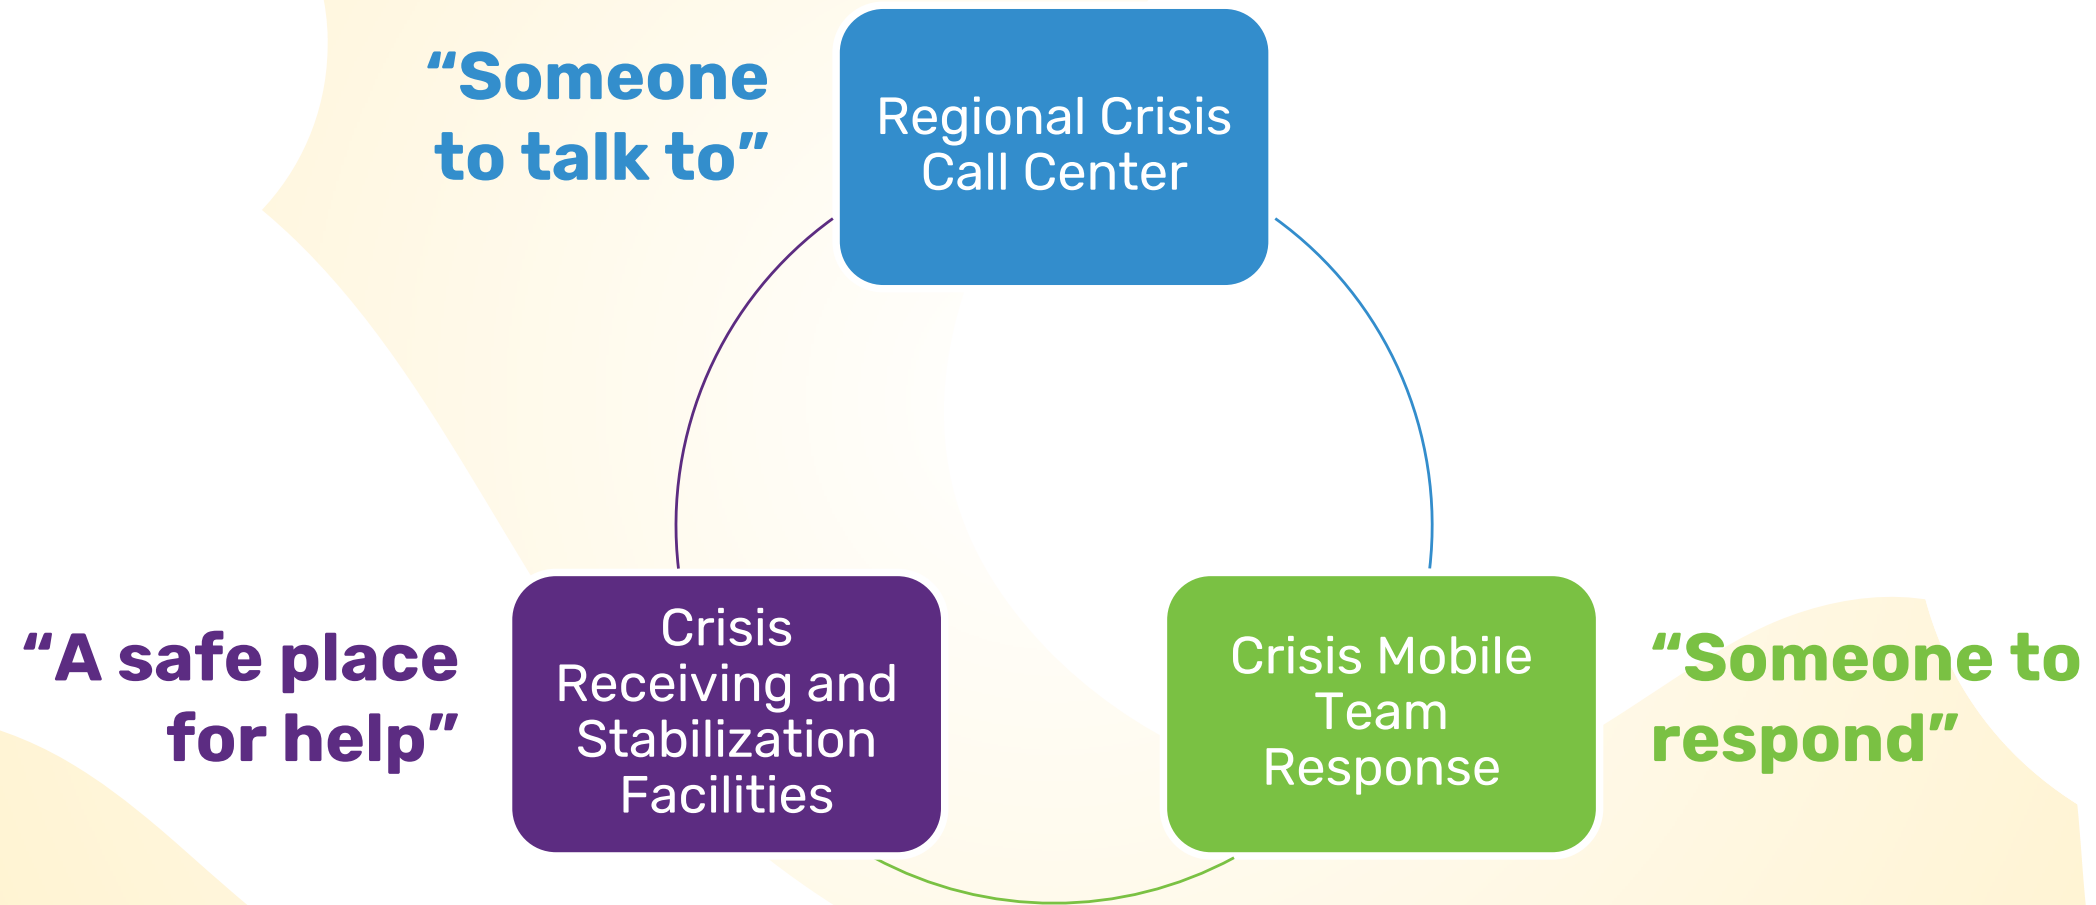 “Someone
to talk to”
Regional Crisis
Call Center
“A safe place
for help”
Crisis
Receiving and
Stabilization
Facilities
Crisis Mobile
Team
Response
“Someone to
respond”